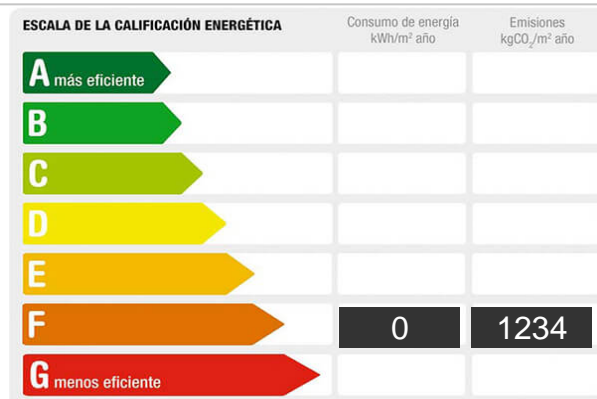 ESCALA DE LA CALIFICACIÓN ENERGÉTICA
Consumo de energía
kWh/m² año
Emisiones
kgCO₂/m² año
A más eficiente
B
C
D
E
F
0
1234
G menos eficiente